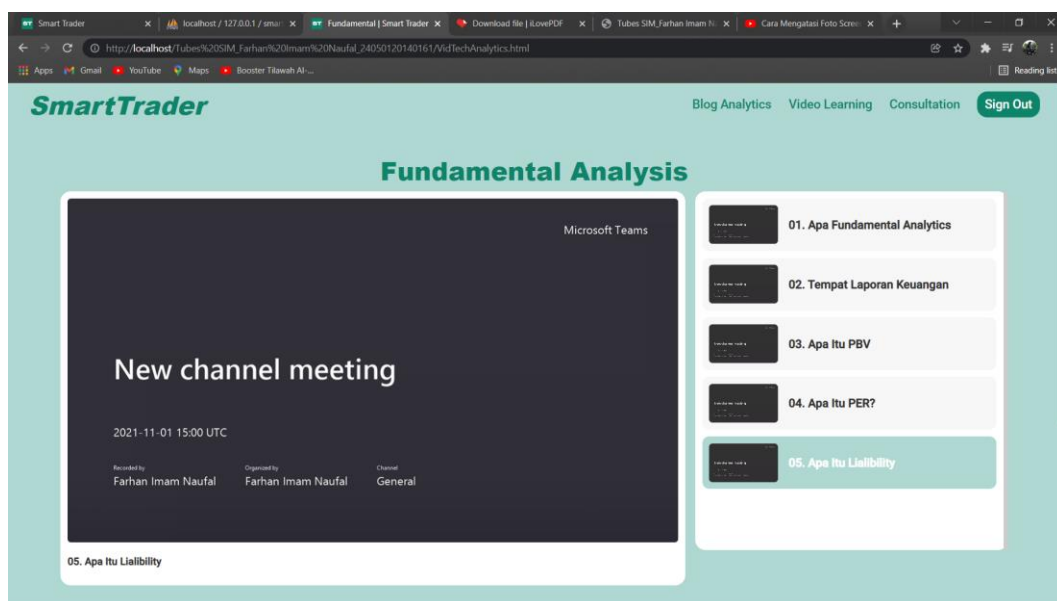 Smart Trader
localhost / 127.0.0.1 / smar
Fundamental | Smart Trader
Download file | iLovePDF
Tubes SIM_Farhan Imam N
Cara Mengatasi Foto Scree
http://localhost/Tubes%20SIM_Farhan%20Imam%20Naufal_24050120140161/VidTechAnalytics.html
Apps
Gmail
YouTube
Maps
Booster Tilawah Al-...
Reading list
SmartTrader
Blog Analytics
Video Learning
Consultation
Sign Out
Fundamental Analysis
Microsoft Teams
New channel meeting
2021-11-01 15:00 UTC
Recorded by
Organized by
Channel
Farhan Imam Naufal
Farhan Imam Naufal
General
05. Apa Itu Lialibility
01. Apa Fundamental Analytics
02. Tempat Laporan Keuangan
03. Apa Itu PBV
04. Apa Itu PER?
05. Apa Itu Lialibility